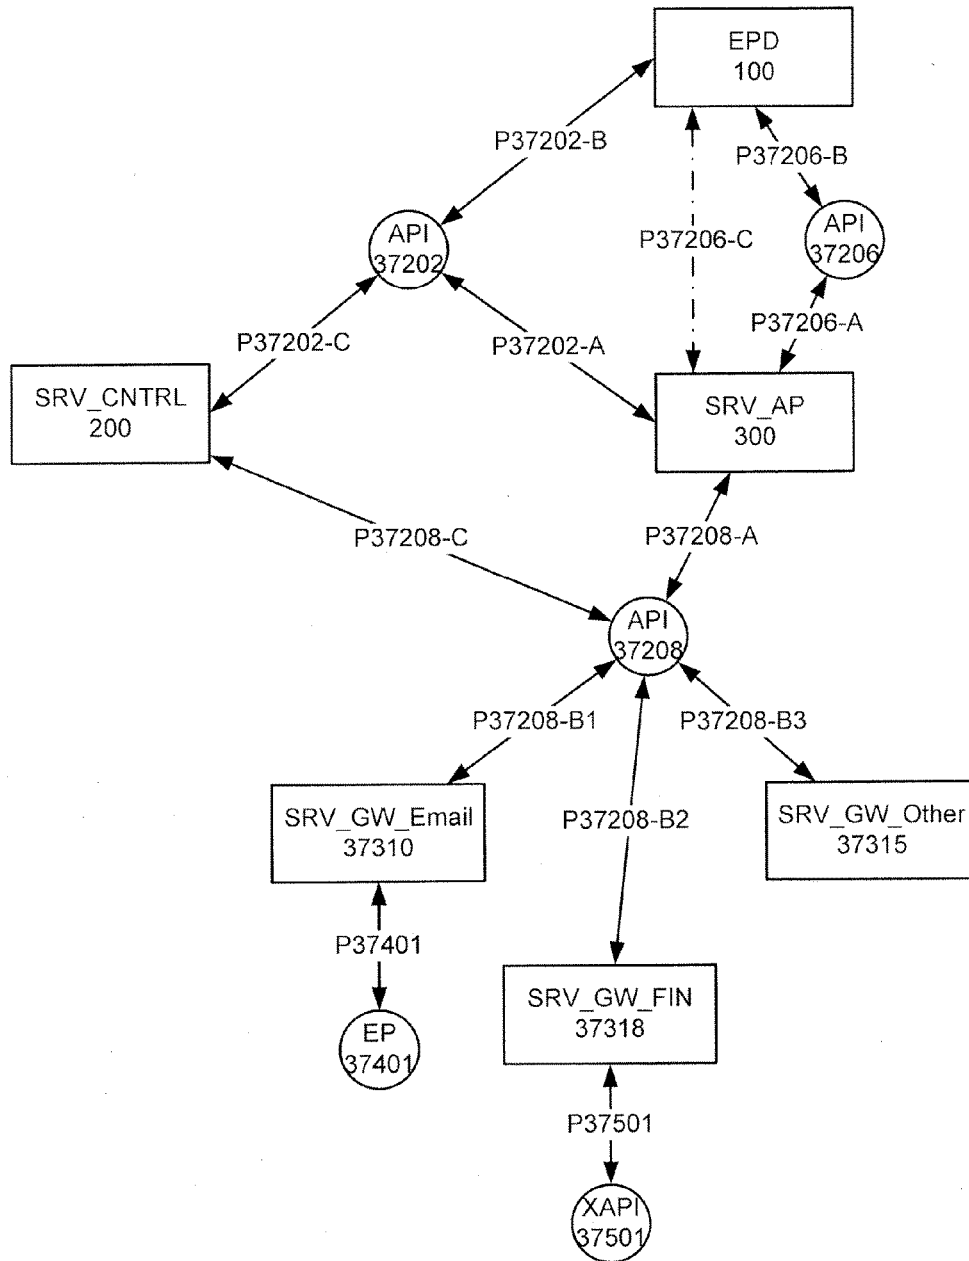 EPD
100
P37202-B
P37206-B
API
37202
P37206-C
API
37206
P37202-C
P37202-A
P37206-A
SRV_CNTRL
200
SRV_AP
300
P37208-C
P37208-A
API
37208
P37208-B1
P37208-B3
SRV_GW_Email
37310
P37208-B2
SRV_GW_Other
37315
P37401
SRV_GW_FIN
37318
EP
37401
P37501
XAPI
37501